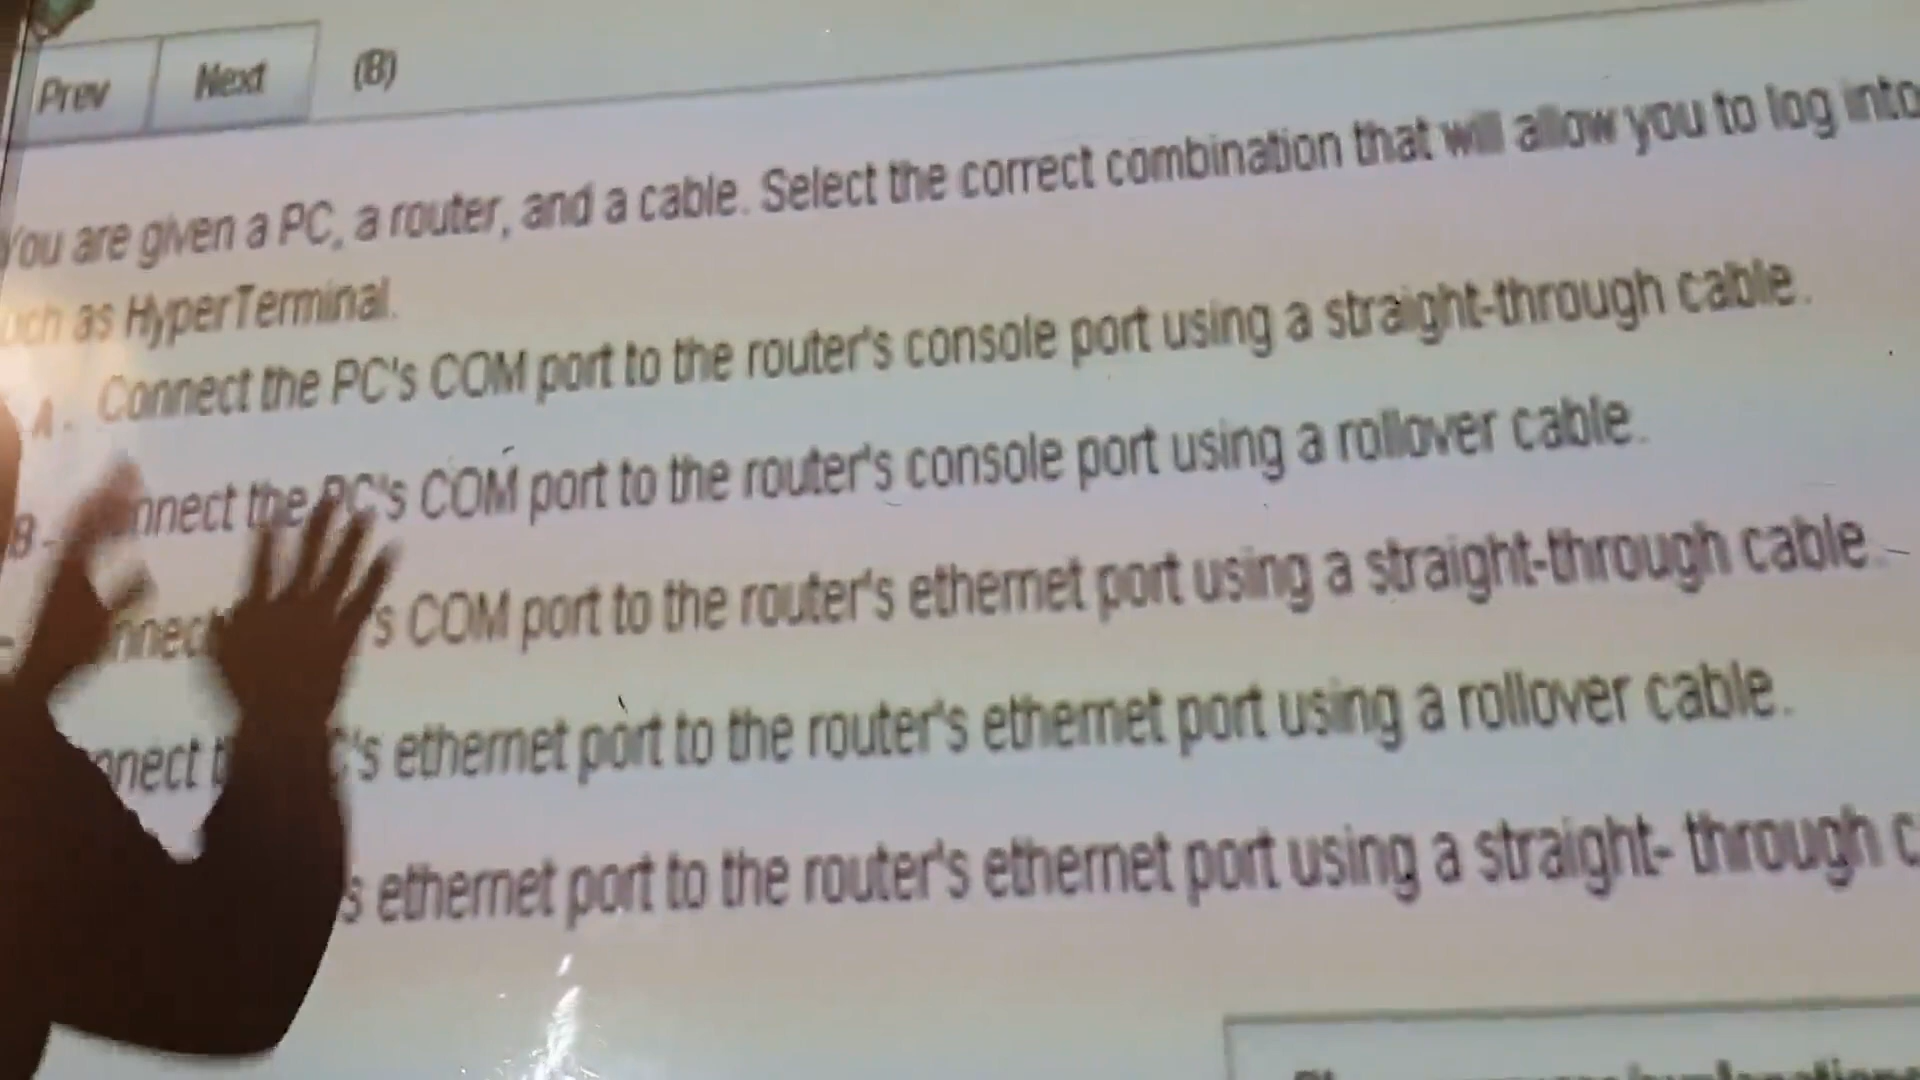 Prev Next (8)
You are given a PC, a router, and a cable. Select the correct combination that will allow you to log into
uch as HyperTerminal.
A. Connect the PC's COM port to the router's console port using a straight-through cable.
B. nnect the PC's COM port to the router's console port using a rollover cable.
nnect 's COM port to the router's ethernet port using a straight-through cable.
nnect t 's ethernet port to the router's ethernet port using a rollover cable.
s ethernet port to the router's ethernet port using a straight- through c